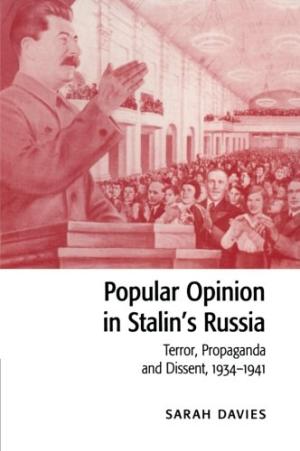 Popular Opinion
in Stalin's Russia
Terror, Propaganda
and Dissent, 1934–1941
SARAH DAVIES